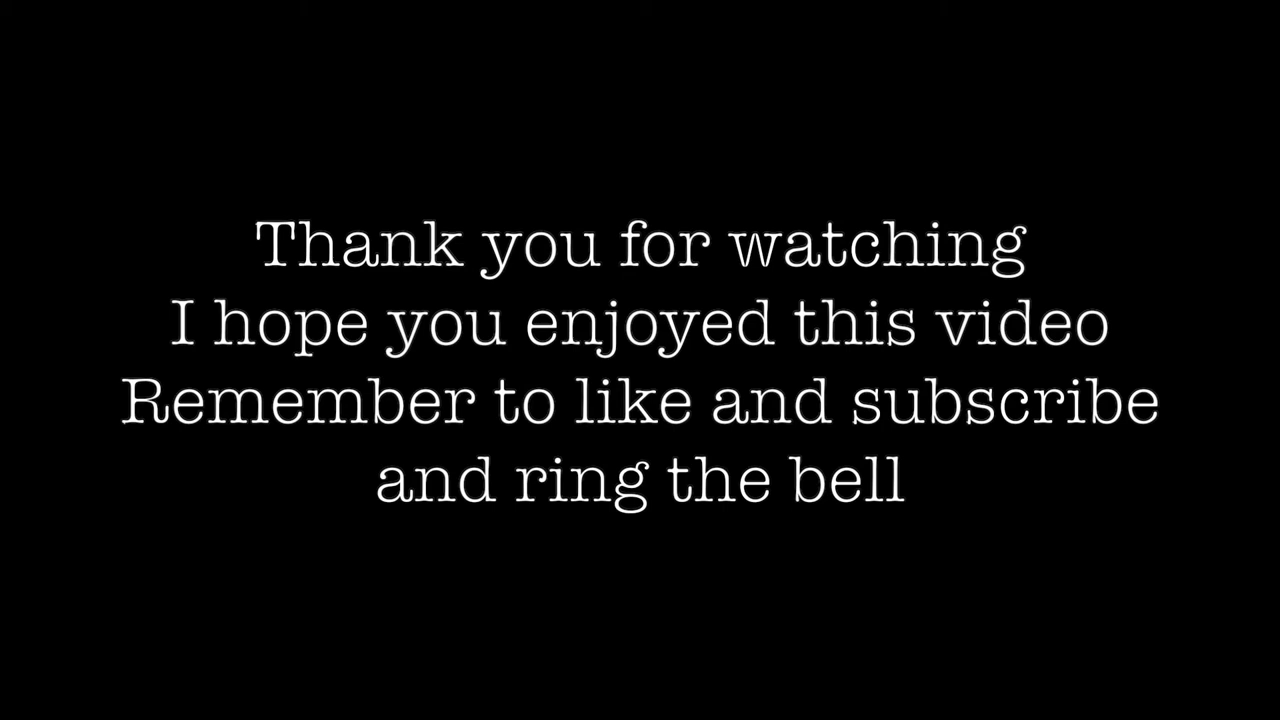 Thank you for watching
I hope you enjoyed this video
Remember to like and subscribe
and ring the bell